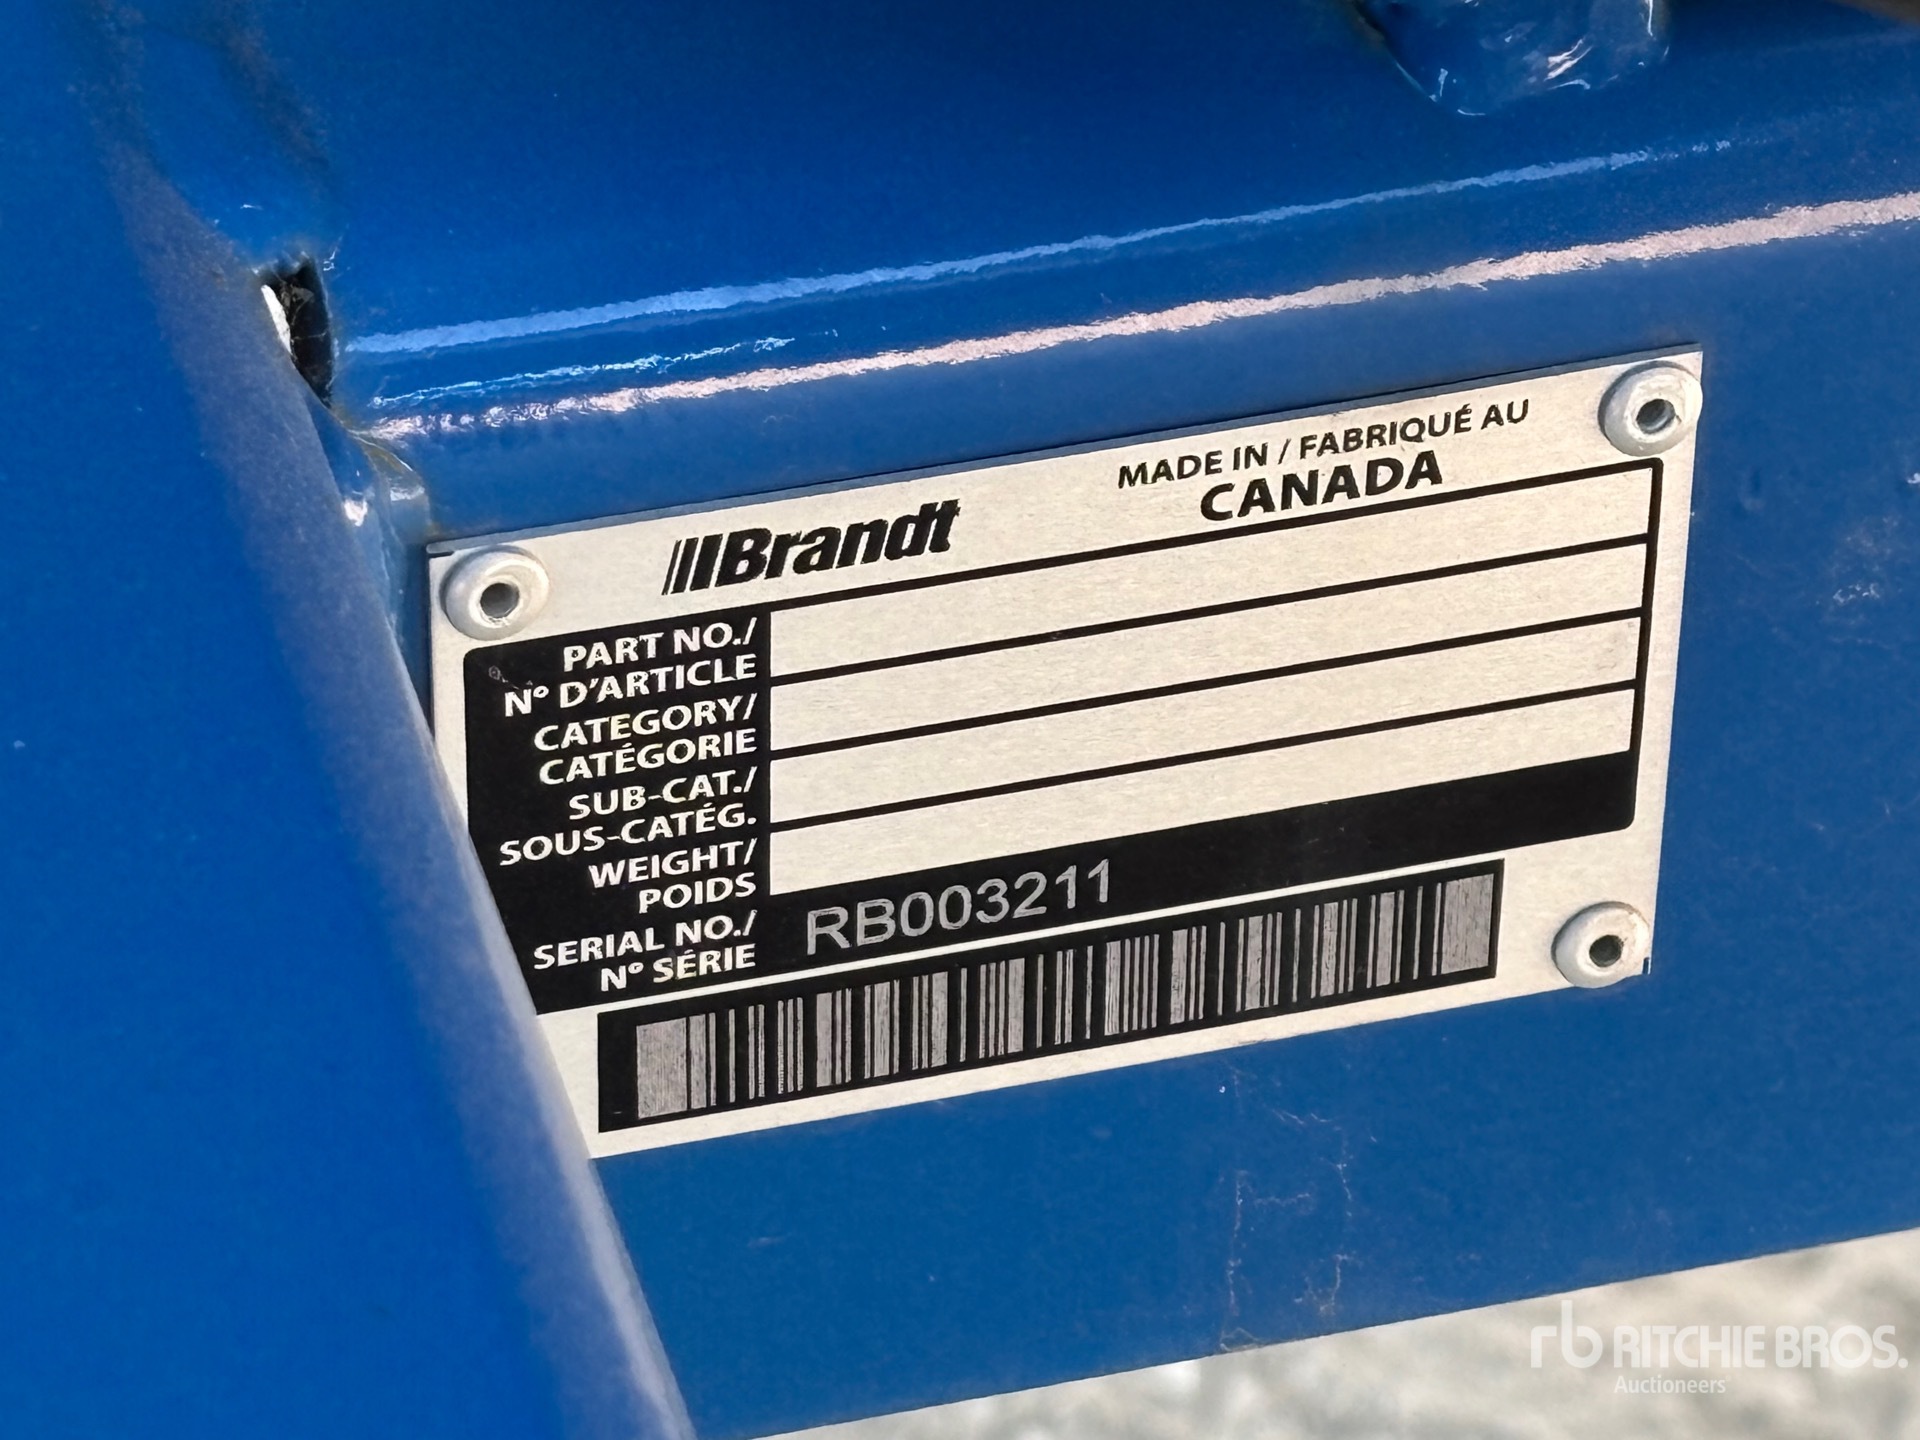 Brandt
MADE IN / FABRIQUÉ AU
CANADA
PART NO./
Nº D'ARTICLE
CATEGORY/
CATÉGORIE
SUB-CAT./
SOUS-CATÉG.
WEIGHT/
POIDS
SERIAL NO./
Nº SÉRIE
RB003211
rb RITCHIE BROS.
Auctioneers